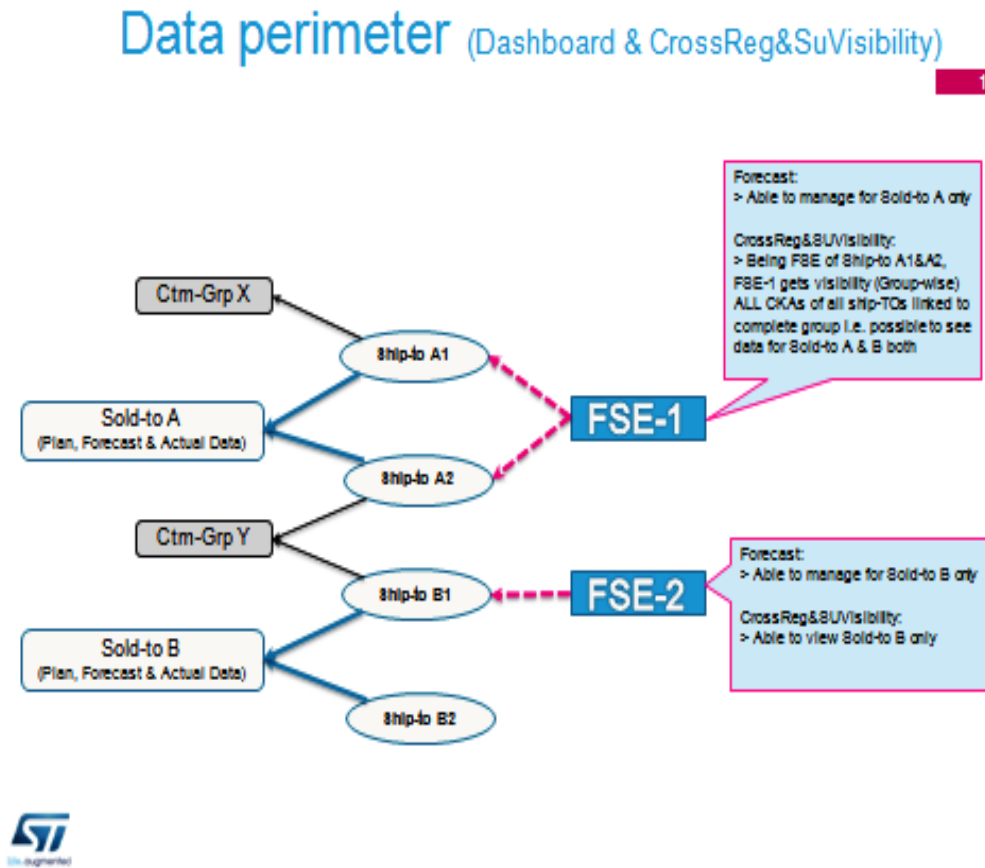 Data perimeter (Dashboard & CrossReg&SuVisibility)
1
Forecast:
> Able to manage for Sold-to A only
CrossReg&SUVisibility:
> Being FSE of Ship-to A1&A2,
FSE-1 gets visibility (Group-wise)
ALL CKAs of all ship-TOs linked to
complete group i.e. possible to see
data for Sold-to A & B both
Ctm-Grp X
Ship-to A1
Sold-to A
(Plan, Forecast & Actual Data)
FSE-1
Ship-to A2
Ctm-Grp Y
Forecast:
> Able to manage for Sold-to B only
CrossReg&SUVisibility:
> Able to view Sold-to B only
Ship-to B1
FSE-2
Sold-to B
(Plan, Forecast & Actual Data)
Ship-to B2
ST
life.augmented